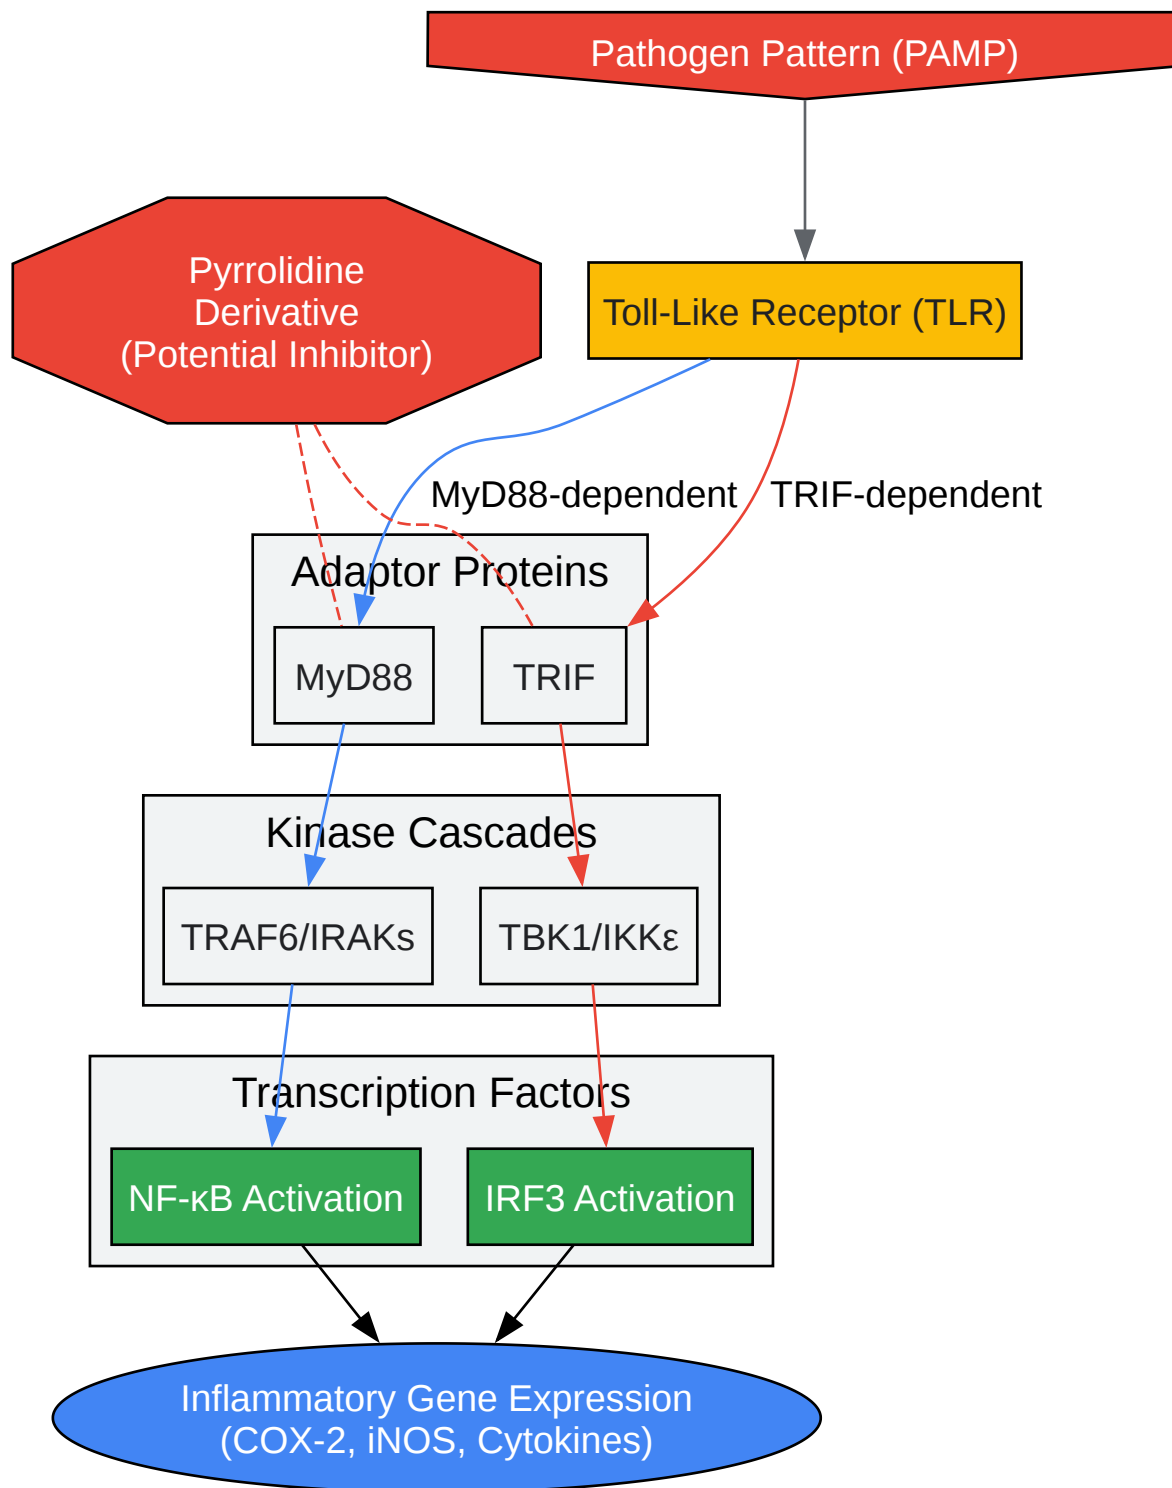 Pathogen Pattern (PAMP)
Pyrrolidine
Derivative
(Potential Inhibitor)
Toll-Like Receptor (TLR)
MyD88-dependent
TRIF-dependent
Adaptor Proteins
MyD88
TRIF
Kinase Cascades
TRAF6/IRAKs
TBK1/IKKε
Transcription Factors
NF-κB Activation
IRF3 Activation
Inflammatory Gene Expression
(COX-2, iNOS, Cytokines)